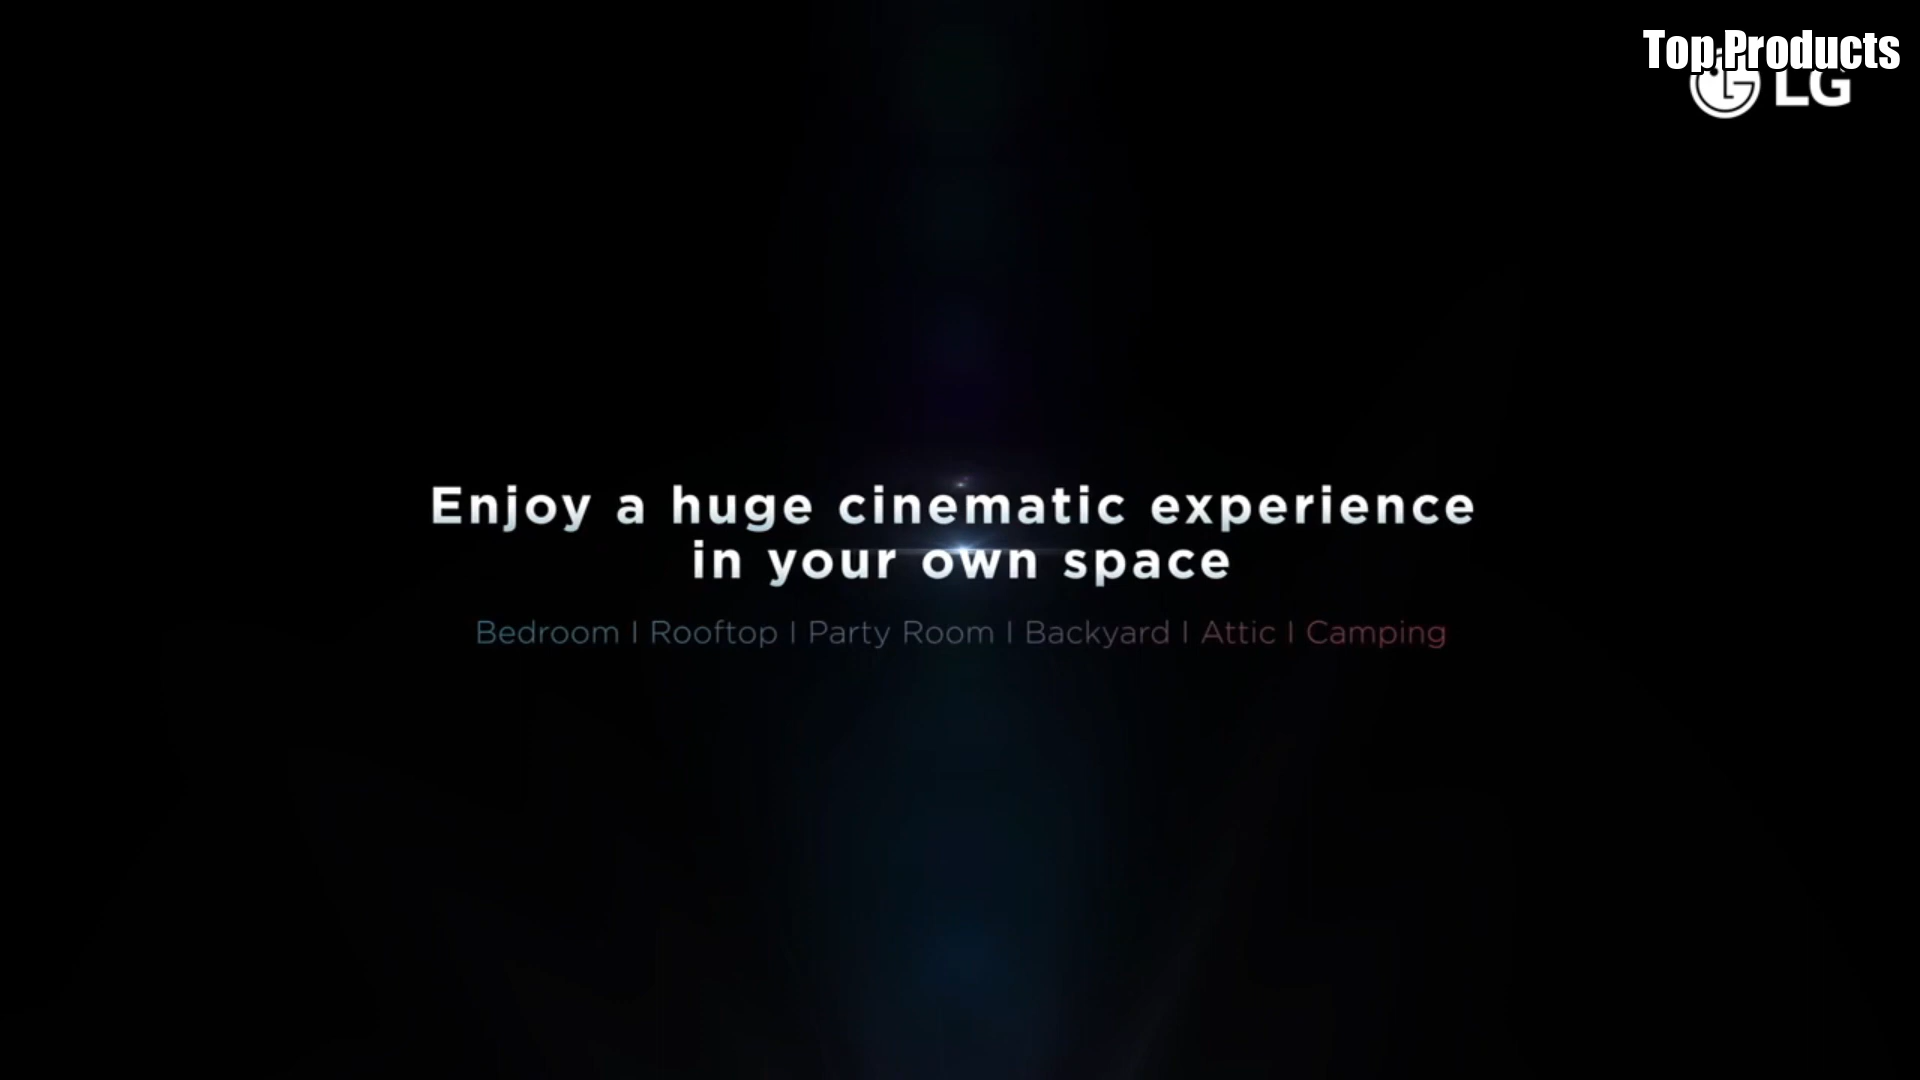 Top Products
LG
Enjoy a huge cinematic experience
in your own space
Bedroom I Rooftop I Party Room I Backyard I Attic I Camping